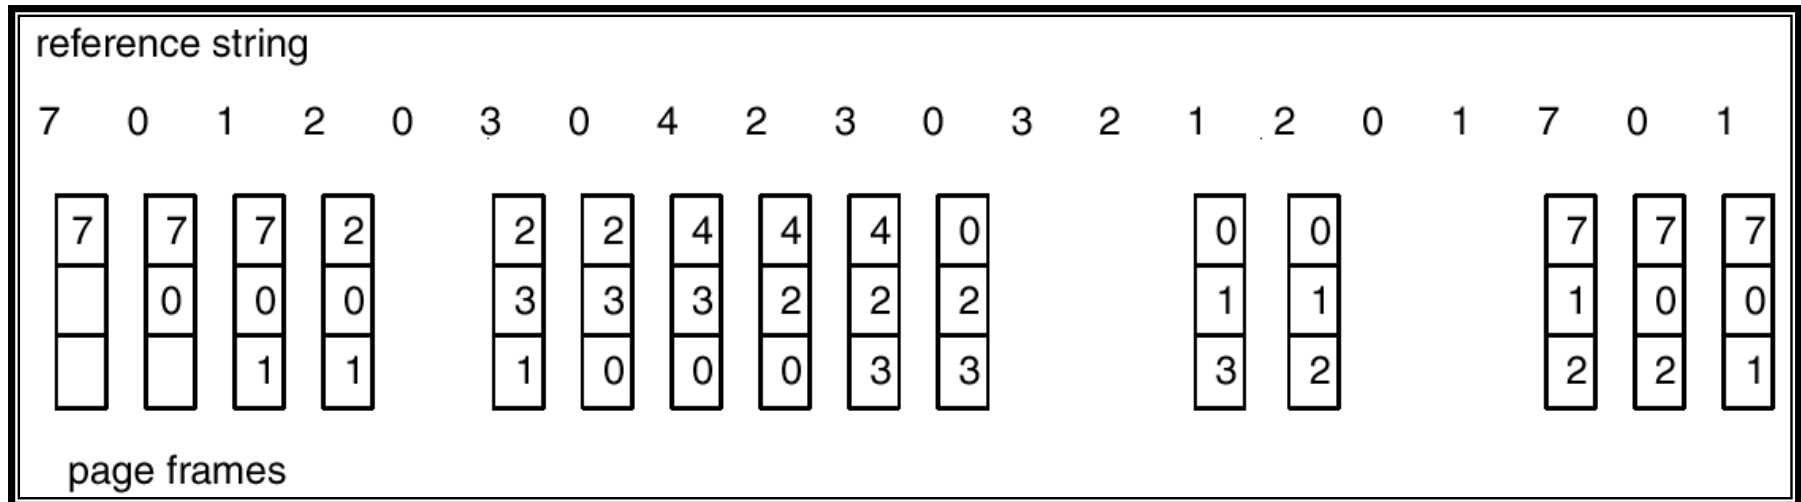 reference string
7 0 1 2 0 3 0 4 2 3 0 3 2 1 2 0 1 7 0 1
7 7 7 2 2 2 4 4 4 0 0 0 7 7 7
0 0 0 3 3 3 2 2 2 1 1 1 0 0
1 1 1 0 0 0 3 3 3 2 2 2 1
page frames